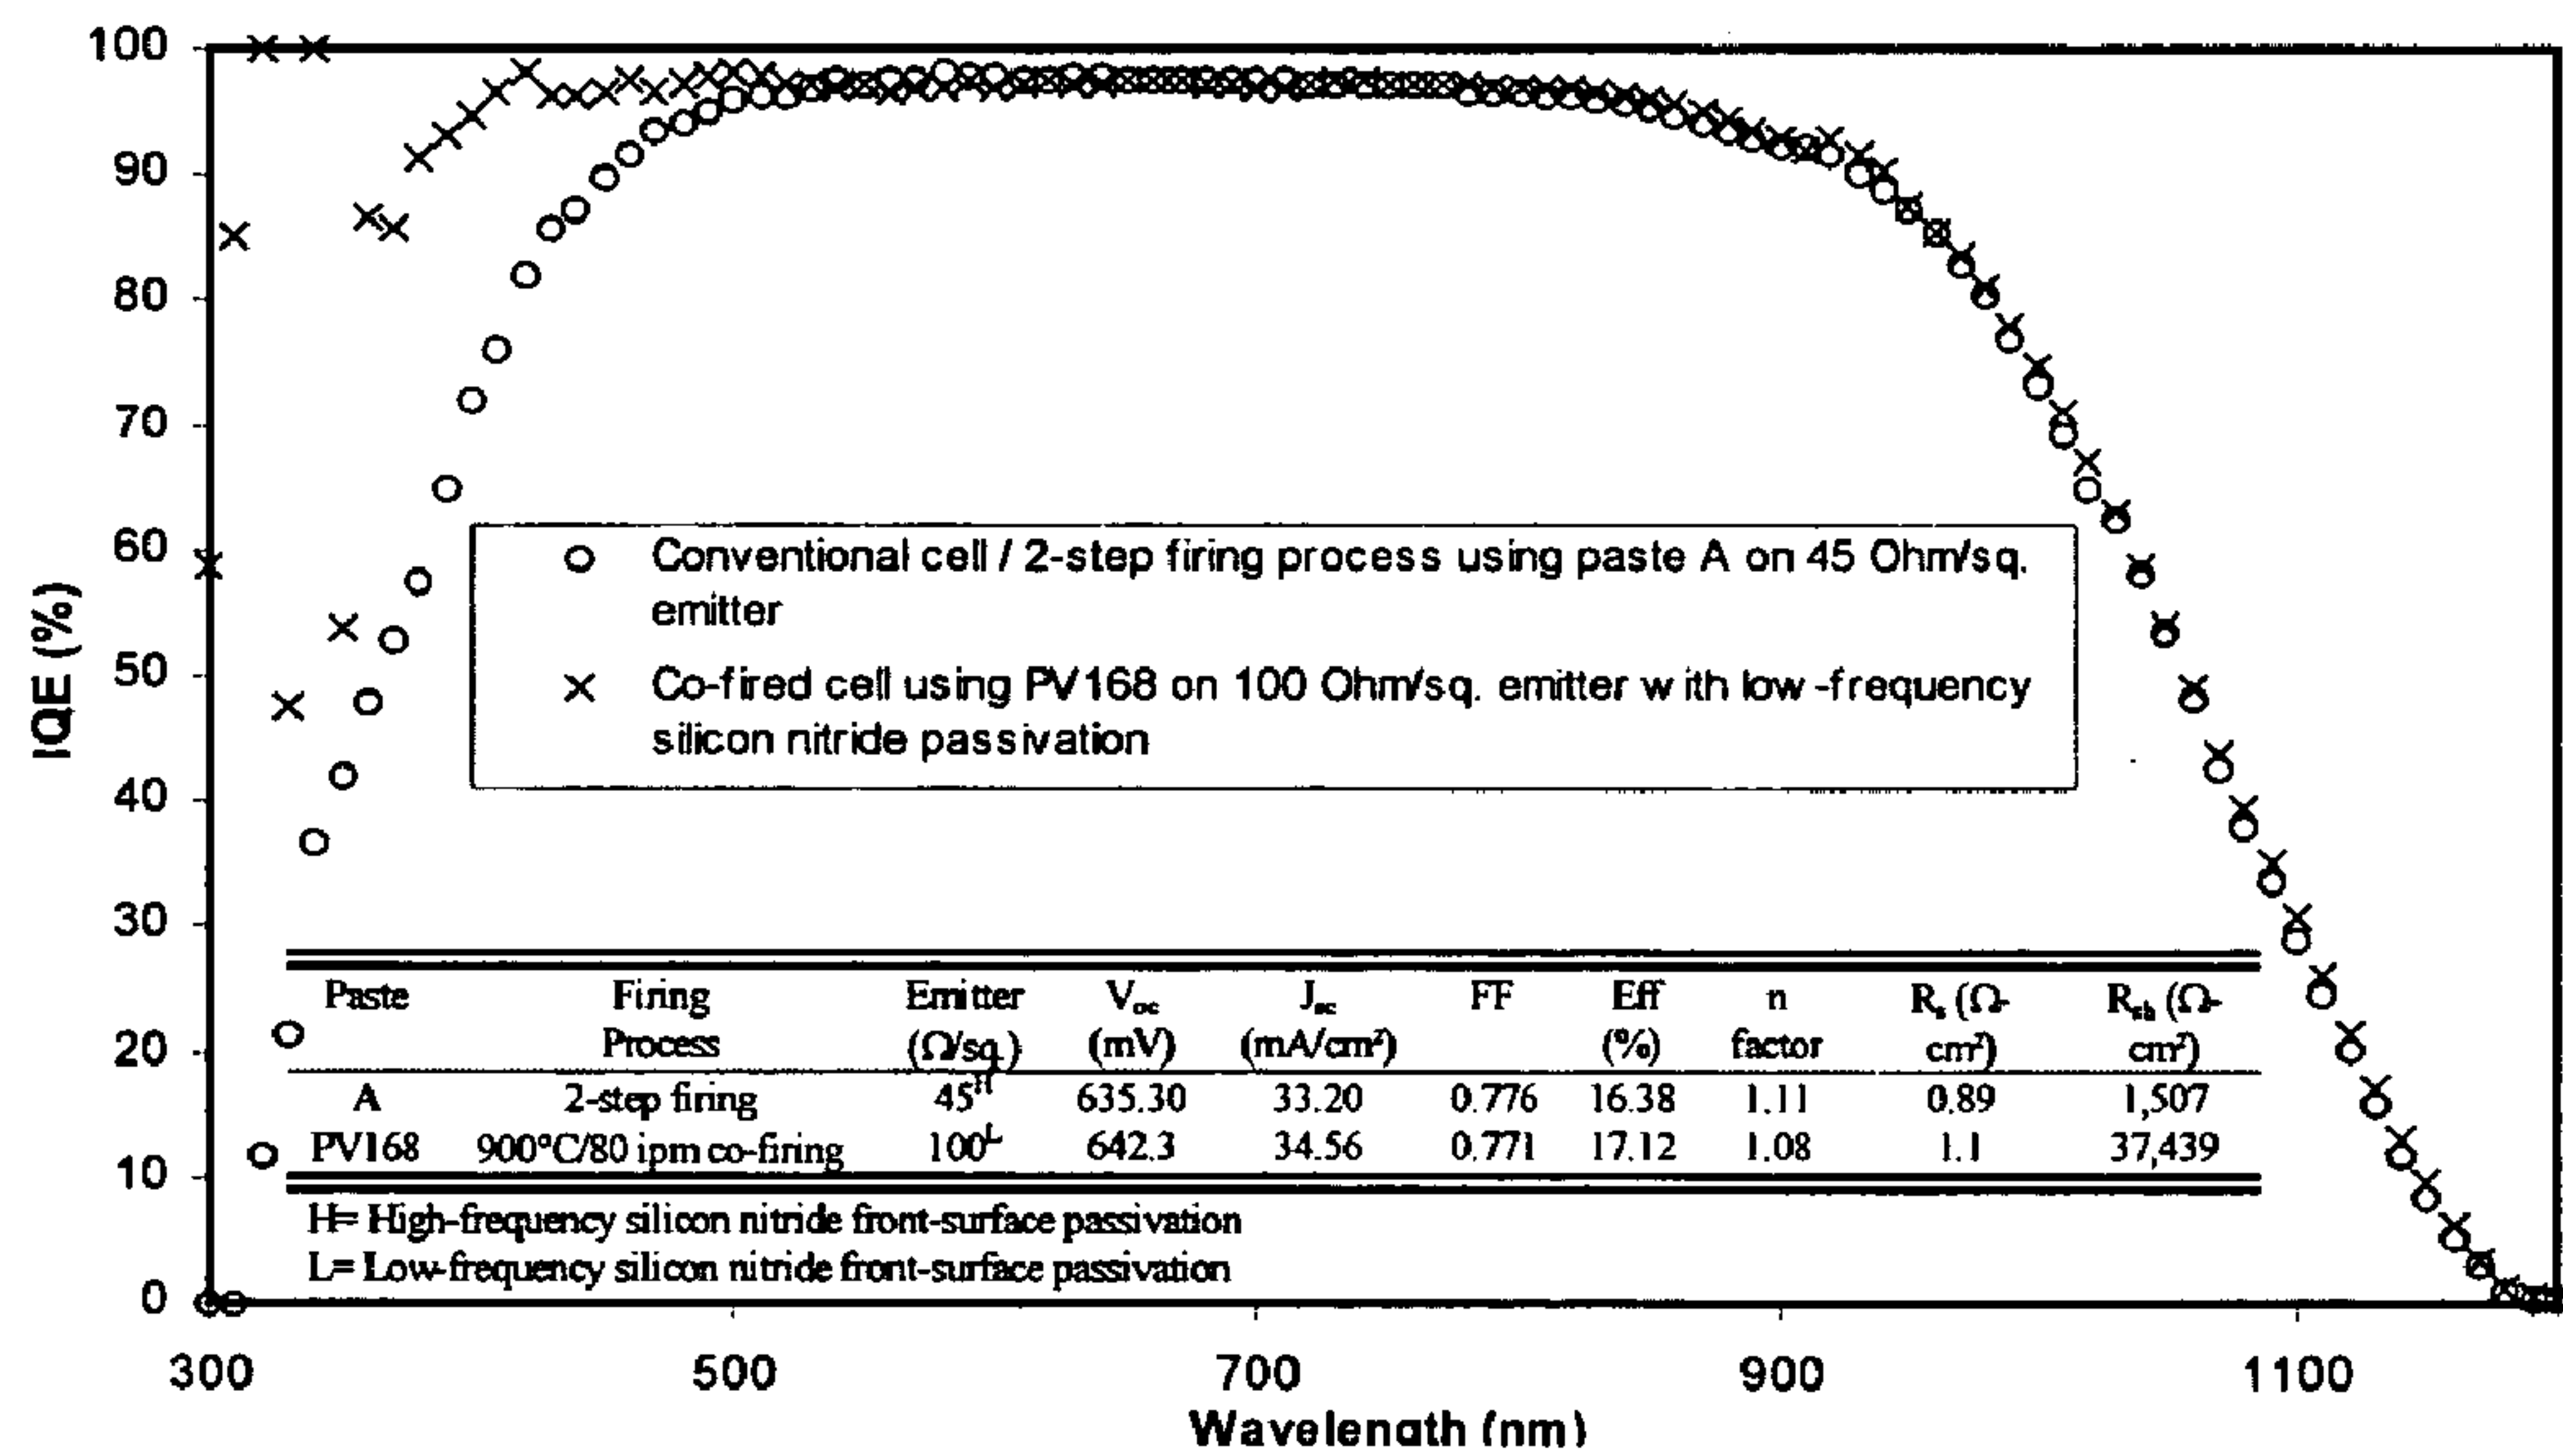 100
90
80
70
60
50
40
30
20
10
0
IQE (%)
○ Conventional cell / 2-step firing process using paste A on 45 Ohm/sq.
emitter
× Co-fired cell using PV168 on 100 Ohm/sq. emitter with low-frequency
silicon nitride passivation
Paste Firing Emitter Voc Jsc FF Eff n Rs (Ω- Rsh (Ω-
Process (Ω/sq.) (mV) (mA/cm²) (%) factor cm²) cm²)
A 2-step firing 45ᴴ 635.30 33.20 0.776 16.38 1.11 0.89 1,507
PV168 900°C/80 ipm co-firing 100ᴸ 642.3 34.56 0.771 17.12 1.08 1.1 37,439
H= High-frequency silicon nitride front-surface passivation
L= Low-frequency silicon nitride front-surface passivation
300 500 700 900 1100
Wavelength (nm)